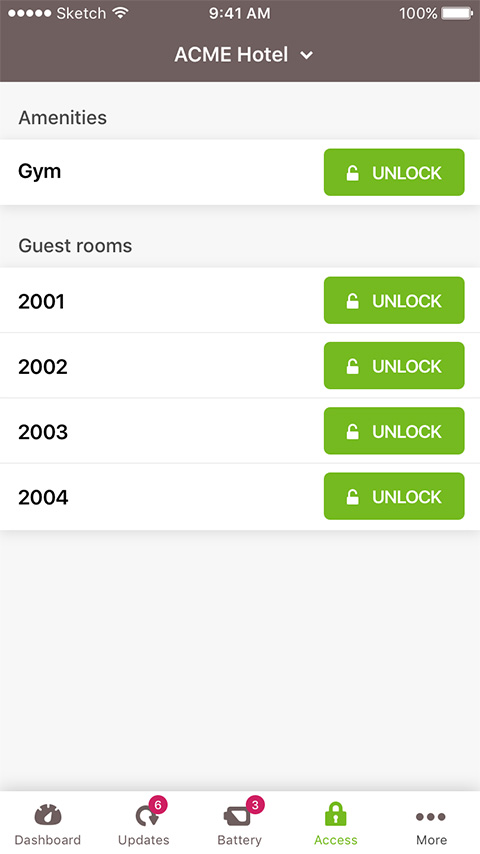 Sketch 9:41 AM 100%
ACME Hotel
Amenities
Gym UNLOCK
Guest rooms
2001 UNLOCK
2002 UNLOCK
2003 UNLOCK
2004 UNLOCK
6 3
Dashboard Updates Battery Access More